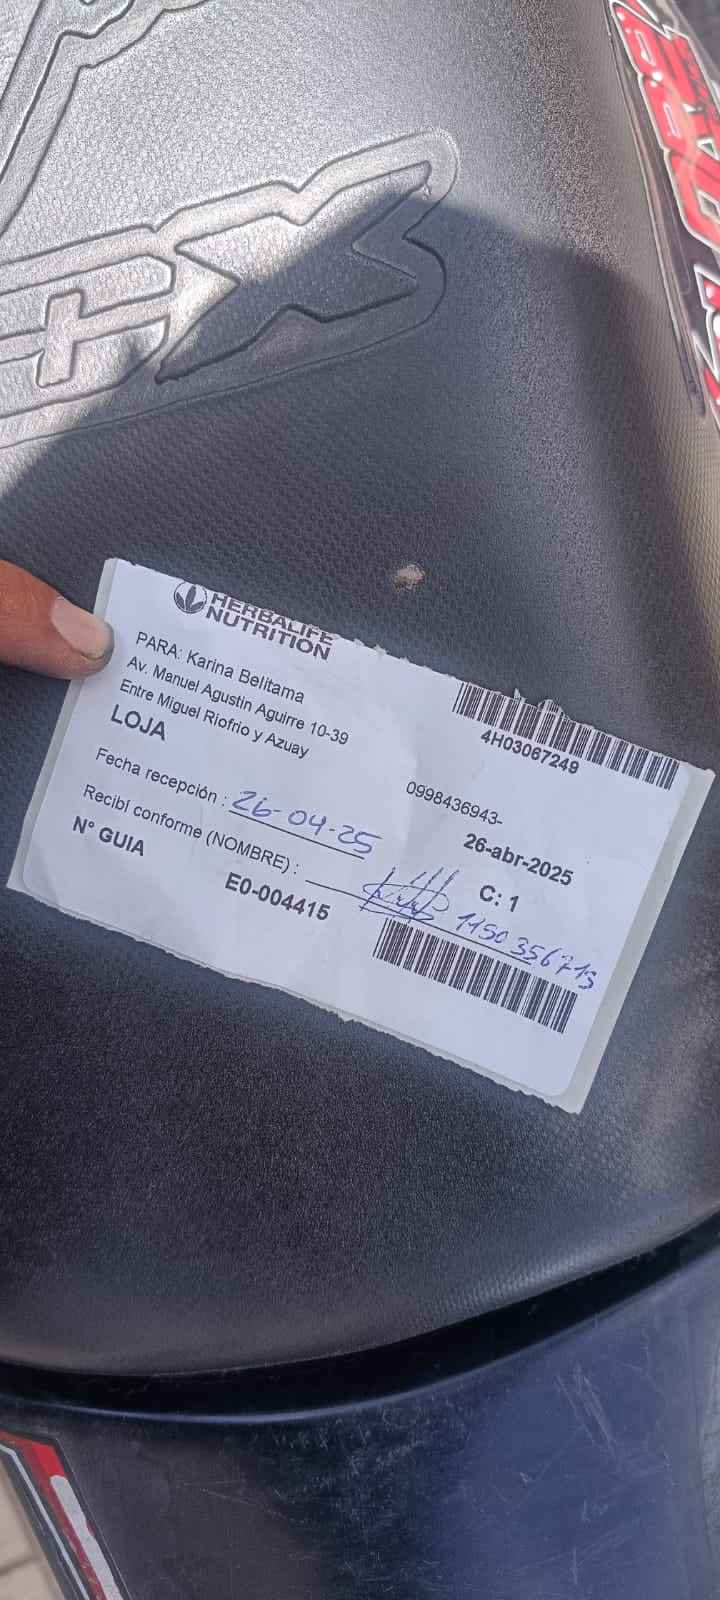 HERBALIFE
NUTRITION
PARA: Karina Belitama
Av. Manuel Agustin Aguirre 10-39
Entre Miguel Riofrio y Azuay
LOJA
4H03067249
0998436943-
Fecha recepción : 26-04-25
26-abr-2025
Recibí conforme (NOMBRE) :
C: 1
Nº GUIA
E0-004415